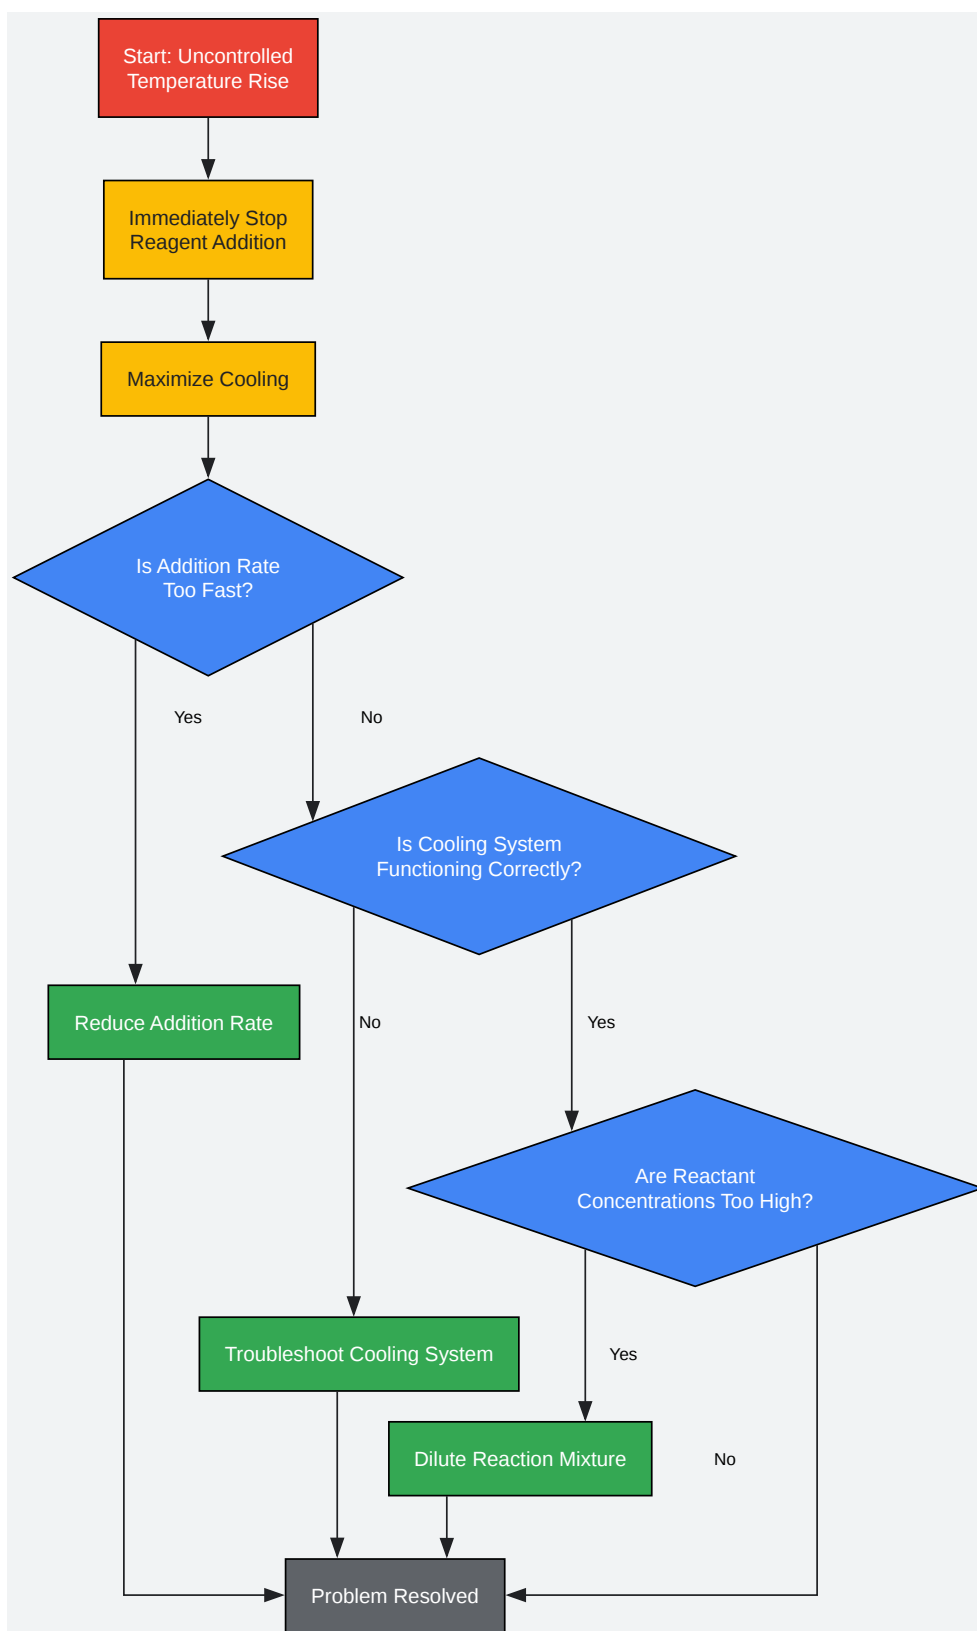 Start: Uncontrolled
Temperature Rise
Immediately Stop
Reagent Addition
Maximize Cooling
Is Addition Rate
Too Fast?
Yes
No
Is Cooling System
Functioning Correctly?
Reduce Addition Rate
No
Yes
Are Reactant
Concentrations Too High?
Troubleshoot Cooling System
Yes
Dilute Reaction Mixture
No
Problem Resolved